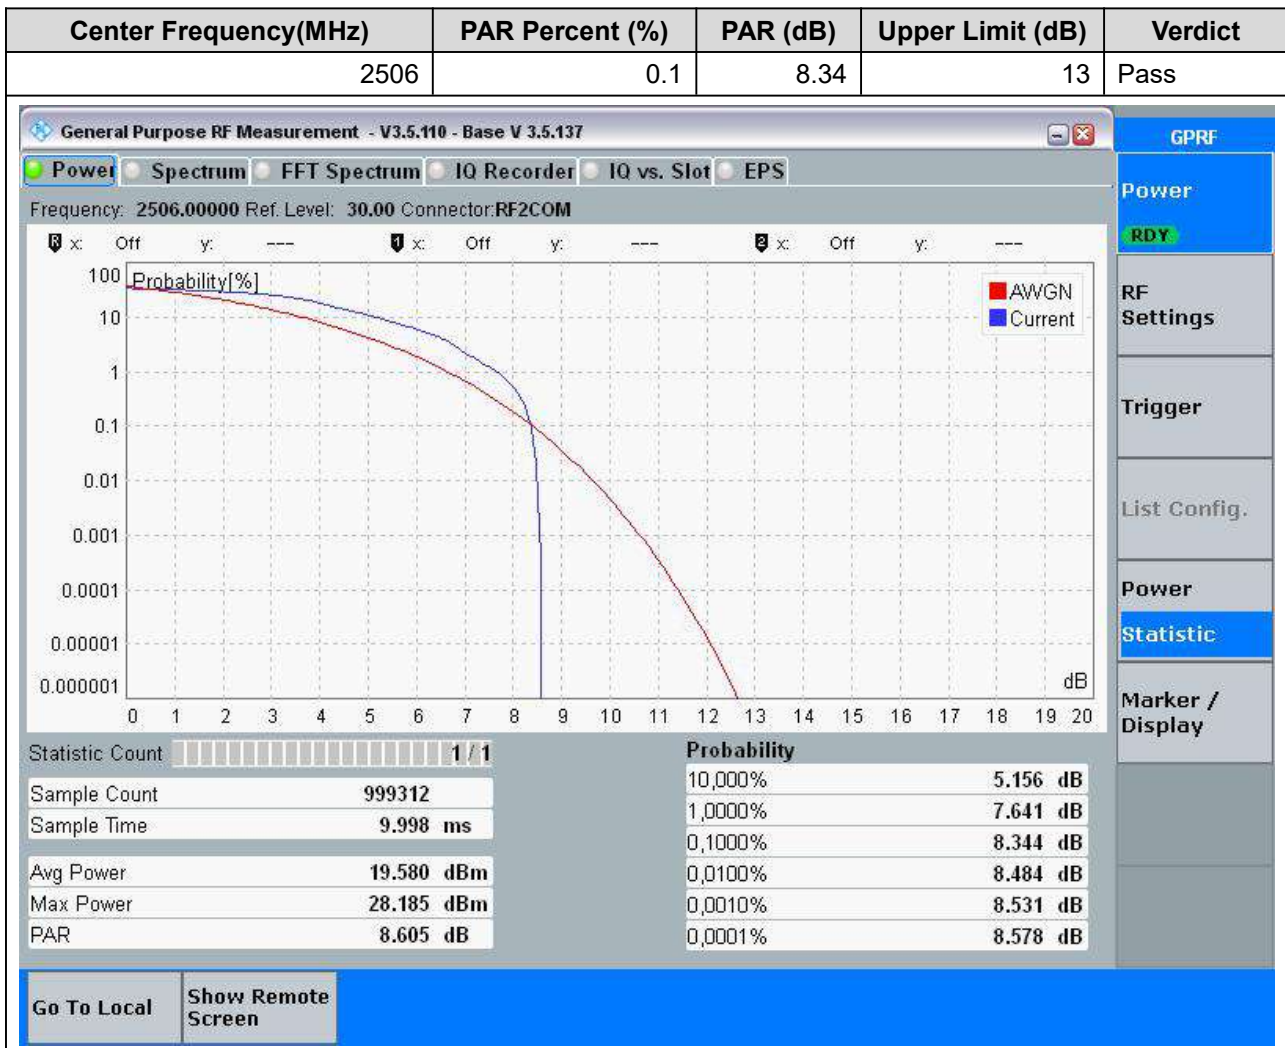 Center Frequency(MHz) PAR Percent (%) PAR (dB) Upper Limit (dB) Verdict
2506 0.1 8.34 13 Pass
General Purpose RF Measurement - V3.5.110 - Base V 3.5.137
GPRF
Power Spectrum FFT Spectrum IQ Recorder IQ vs. Slot EPS
Frequency: 2506.00000 Ref. Level: 30.00 Connector:RF2COM
R x: Off y: --- 1 x: Off y: --- 2 x: Off y: ---
Probability[%]
AWGN
Current
100
10
1
0.1
0.01
0.001
0.0001
0.00001
0.000001
dB
0 1 2 3 4 5 6 7 8 9 10 11 12 13 14 15 16 17 18 19 20
Statistic Count 1 / 1
Sample Count 999312
Sample Time 9.998 ms
Avg Power 19.580 dBm
Max Power 28.185 dBm
PAR 8.605 dB
Probability
10,000% 5.156 dB
1,0000% 7.641 dB
0,1000% 8.344 dB
0,0100% 8.484 dB
0,0010% 8.531 dB
0,0001% 8.578 dB
Power
RDY
RF
Settings
Trigger
List Config.
Power
Statistic
Marker /
Display
Go To Local
Show Remote
Screen